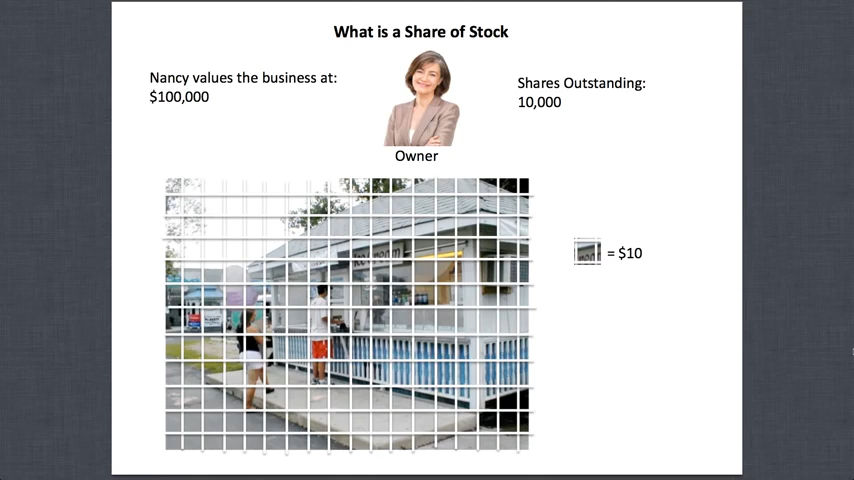 What is a Share of Stock
Nancy values the business at:
$100,000
Shares Outstanding:
10,000
Owner
= $10